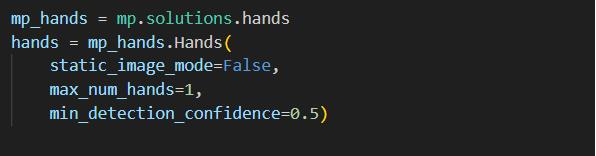 mp_hands = mp.solutions.hands
hands = mp_hands.Hands(
    static_image_mode=False,
    max_num_hands=1,
    min_detection_confidence=0.5)